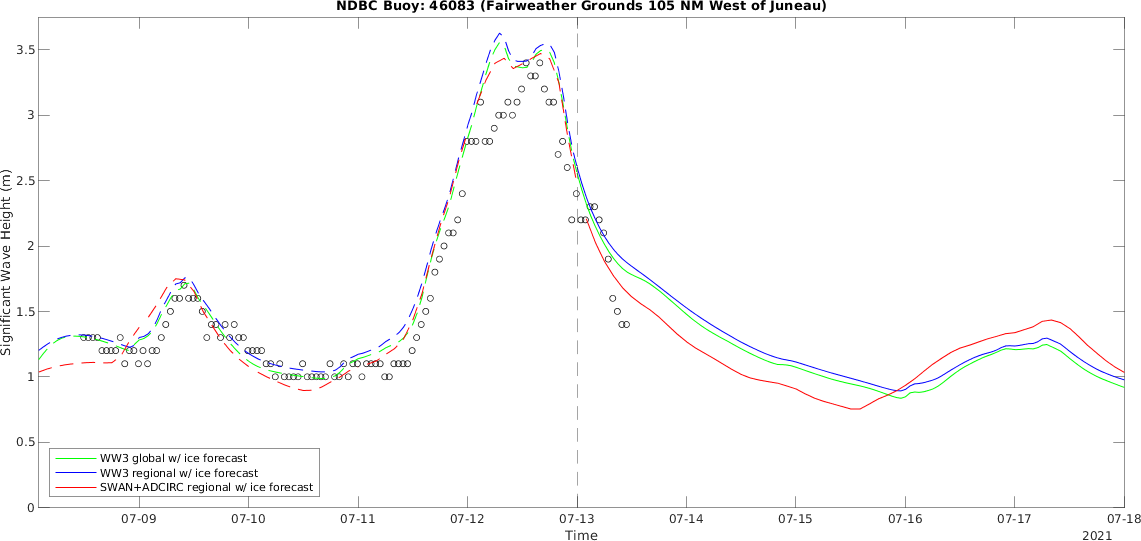 NDBC Buoy: 46083 (Fairweather Grounds 105 NM West of Juneau)
3.5
3
2.5
2
1.5
1
0.5
0
Significant Wave Height (m)
WW3 global w/ ice forecast
WW3 regional w/ ice forecast
SWAN+ADCIRC regional w/ ice forecast
07-09 07-10 07-11 07-12 07-13 07-14 07-15 07-16 07-17 07-18
Time
2021